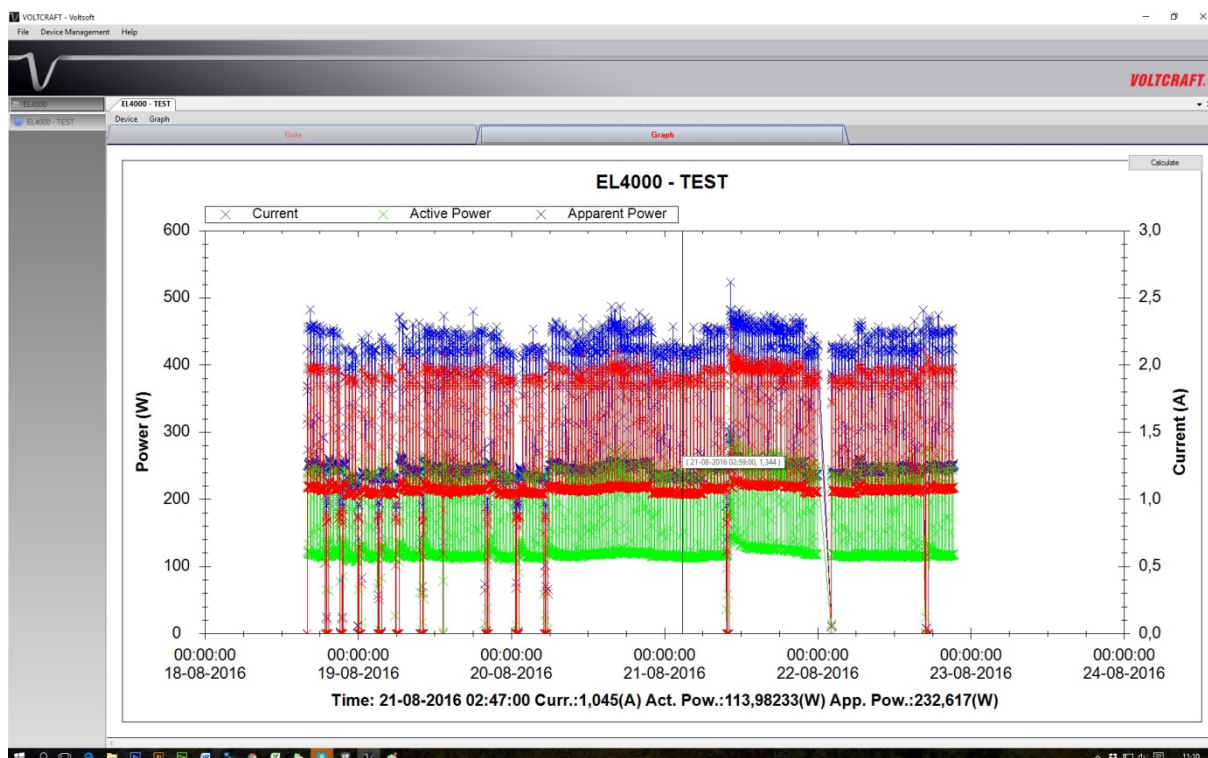 VOLTCRAFT - Voltsoft
File Device Management Help
VOLTCRAFT.
EL4000
EL4000 - TEST
EL4000 - TEST
Device Graph
Data Graph
Calculate
EL4000 - TEST
Current Active Power Apparent Power
600 3,0
500 2,5
400 2,0
300 1,5
200 1,0
100 0,5
0 0,0
Power (W)
Current (A)
( 21-08-2016 02:59:00, 1,344 )
00:00:00 00:00:00 00:00:00 00:00:00 00:00:00 00:00:00 00:00:00
18-08-2016 19-08-2016 20-08-2016 21-08-2016 22-08-2016 23-08-2016 24-08-2016
Time: 21-08-2016 02:47:00 Curr.:1,045(A) Act. Pow.:113,98233(W) App. Pow.:232,617(W)
11:10